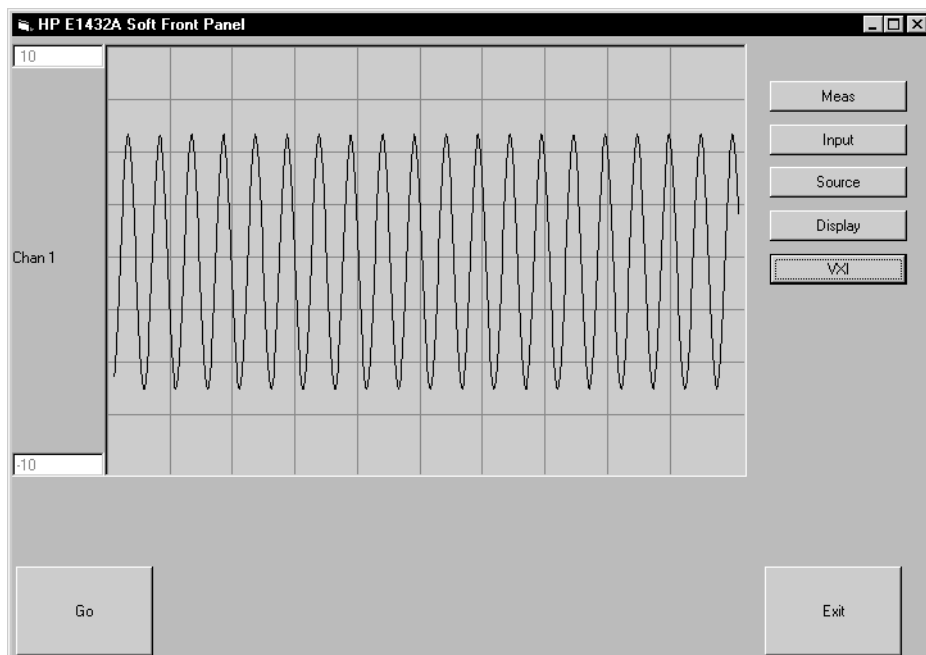 HP E1432A Soft Front Panel
10
Meas
Input
Source
Display
Chan 1
VXI
-10
Go
Exit